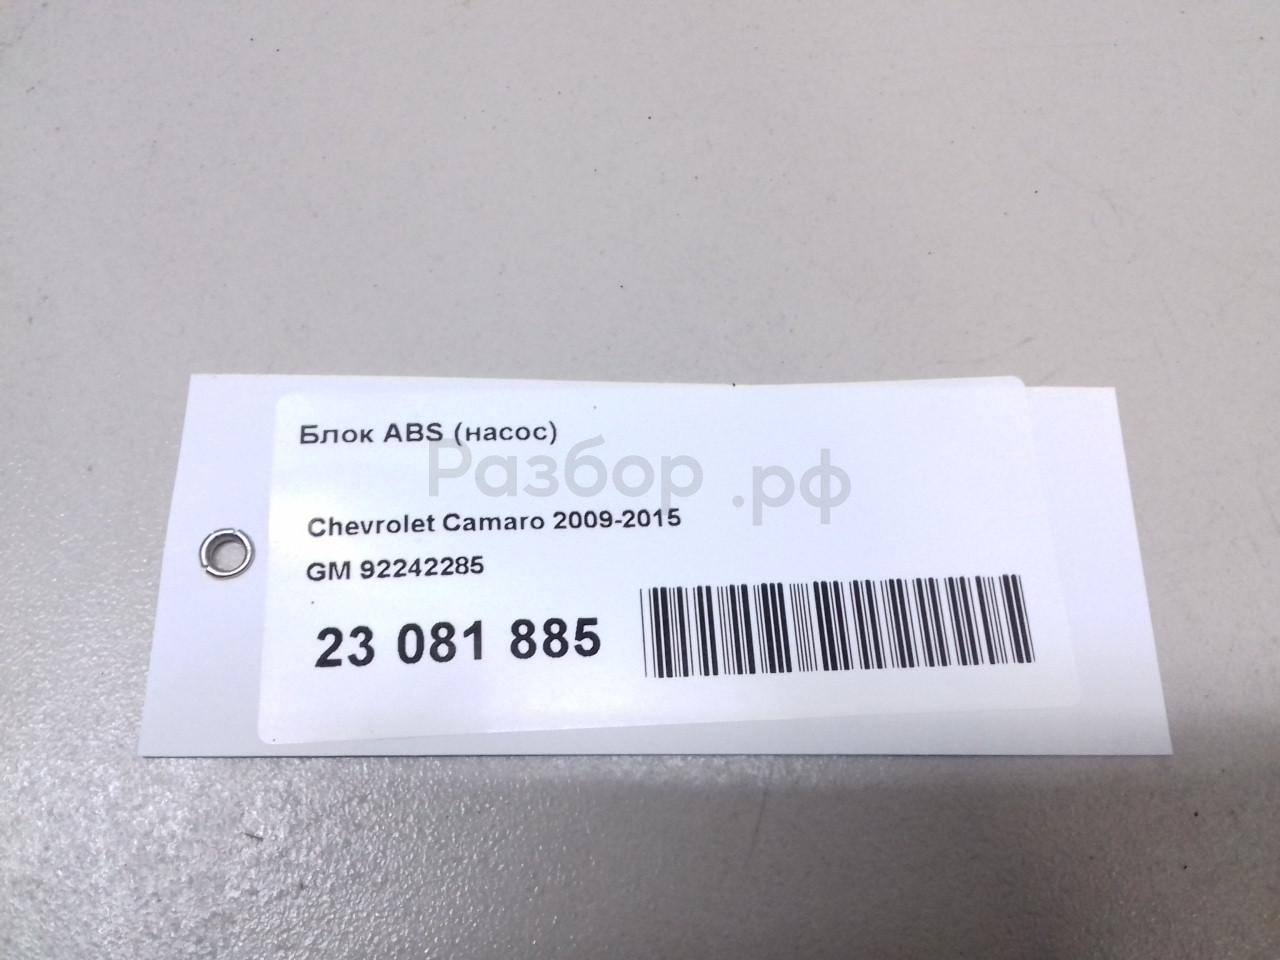 Блок ABS (насос)
Разбор.рф
Chevrolet Camaro 2009-2015
GM 92242285
23 081 885